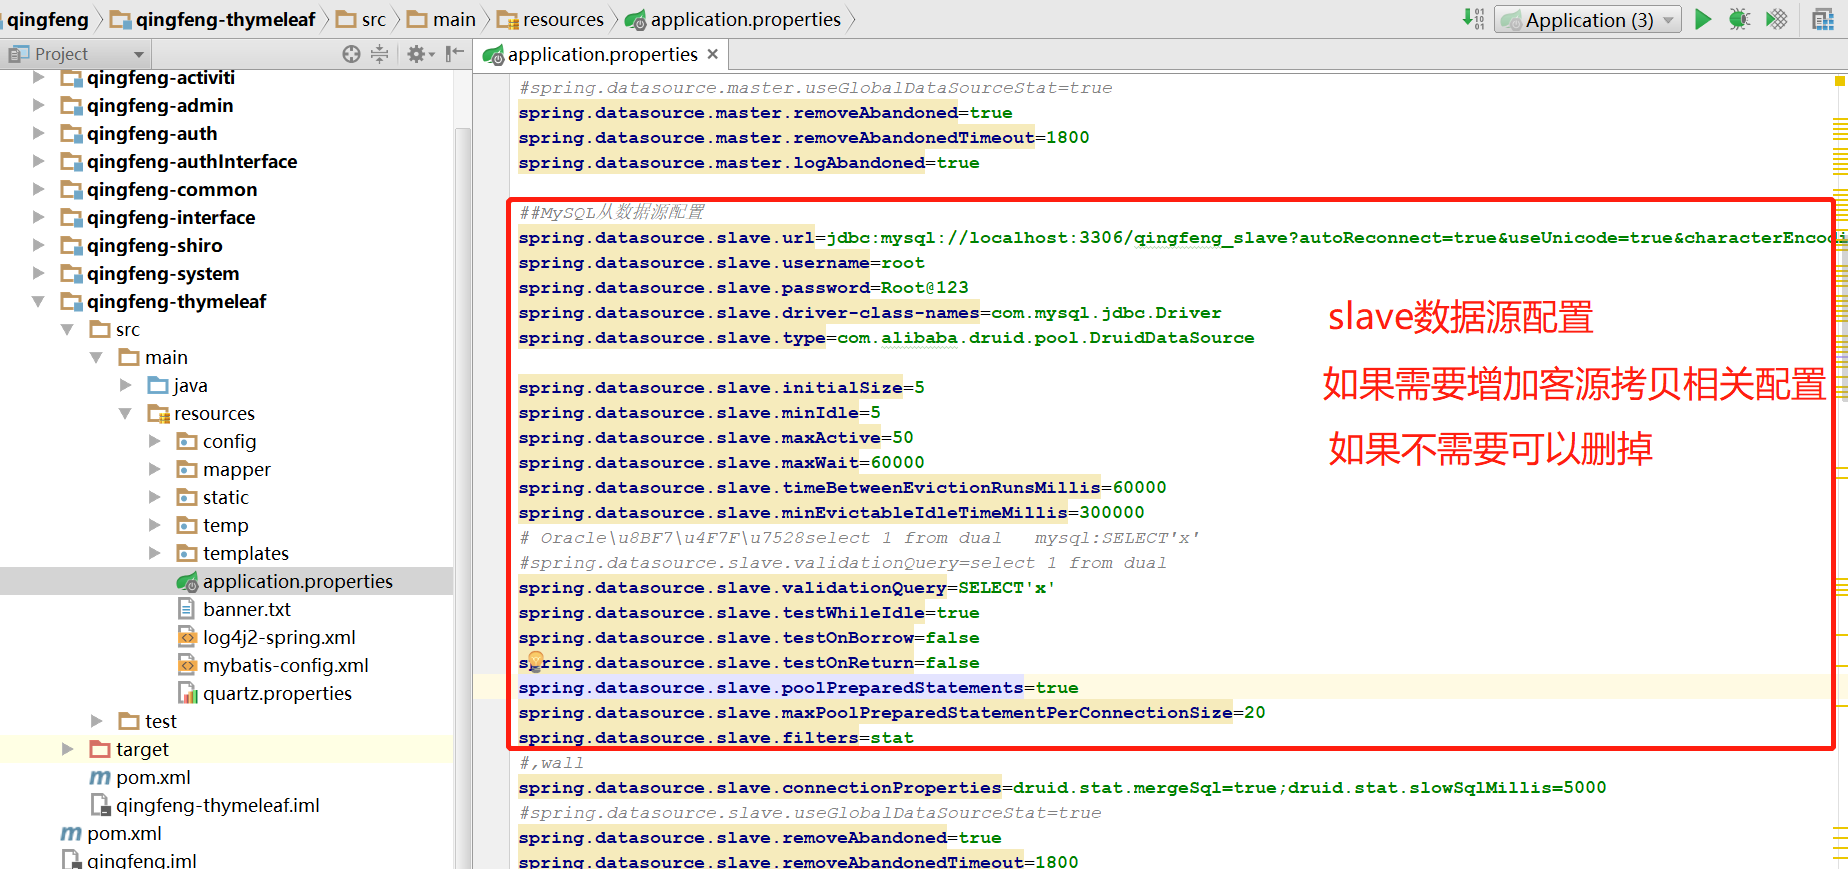 qingfeng qingfeng-thymeleaf src main resources application.properties Application (3)
Project
application.properties
qingfeng-activiti
qingfeng-admin
qingfeng-auth
qingfeng-authInterface
qingfeng-common
qingfeng-interface
qingfeng-shiro
qingfeng-system
qingfeng-thymeleaf
src
main
java
resources
config
mapper
static
temp
templates
application.properties
banner.txt
log4j2-spring.xml
mybatis-config.xml
quartz.properties
test
target
pom.xml
qingfeng-thymeleaf.iml
pom.xml
qingfeng.iml
#spring.datasource.master.useGlobalDataSourceStat=true
spring.datasource.master.removeAbandoned=true
spring.datasource.master.removeAbandonedTimeout=1800
spring.datasource.master.logAbandoned=true
##MySQL从数据源配置
spring.datasource.slave.url=jdbc:mysql://localhost:3306/qingfeng_slave?autoReconnect=true&useUnicode=true&characterEncodi
spring.datasource.slave.username=root
spring.datasource.slave.password=Root@123
spring.datasource.slave.driver-class-names=com.mysql.jdbc.Driver
spring.datasource.slave.type=com.alibaba.druid.pool.DruidDataSource
spring.datasource.slave.initialSize=5
spring.datasource.slave.minIdle=5
spring.datasource.slave.maxActive=50
spring.datasource.slave.maxWait=60000
spring.datasource.slave.timeBetweenEvictionRunsMillis=60000
spring.datasource.slave.minEvictableIdleTimeMillis=300000
# Oracle\u8BF7\u4F7F\u7528select 1 from dual   mysql:SELECT'x'
#spring.datasource.slave.validationQuery=select 1 from dual
spring.datasource.slave.validationQuery=SELECT'x'
spring.datasource.slave.testWhileIdle=true
spring.datasource.slave.testOnBorrow=false
spring.datasource.slave.testOnReturn=false
spring.datasource.slave.poolPreparedStatements=true
spring.datasource.slave.maxPoolPreparedStatementPerConnectionSize=20
spring.datasource.slave.filters=stat
#,wall
spring.datasource.slave.connectionProperties=druid.stat.mergeSql=true;druid.stat.slowSqlMillis=5000
#spring.datasource.slave.useGlobalDataSourceStat=true
spring.datasource.slave.removeAbandoned=true
spring.datasource.slave.removeAbandonedTimeout=1800
slave数据源配置
如果需要增加客源拷贝相关配置
如果不需要可以删掉